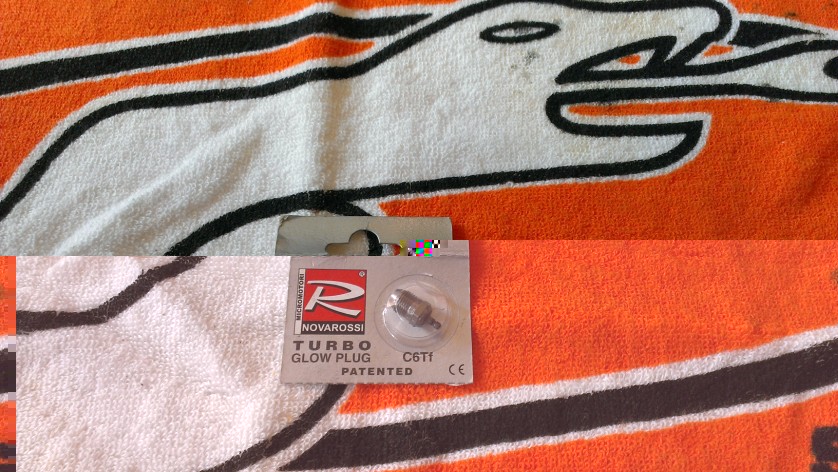 MICROMOTORI
R
®
NOVAROSSI
TURBO
GLOW PLUG C6Tf
PATENTED CE